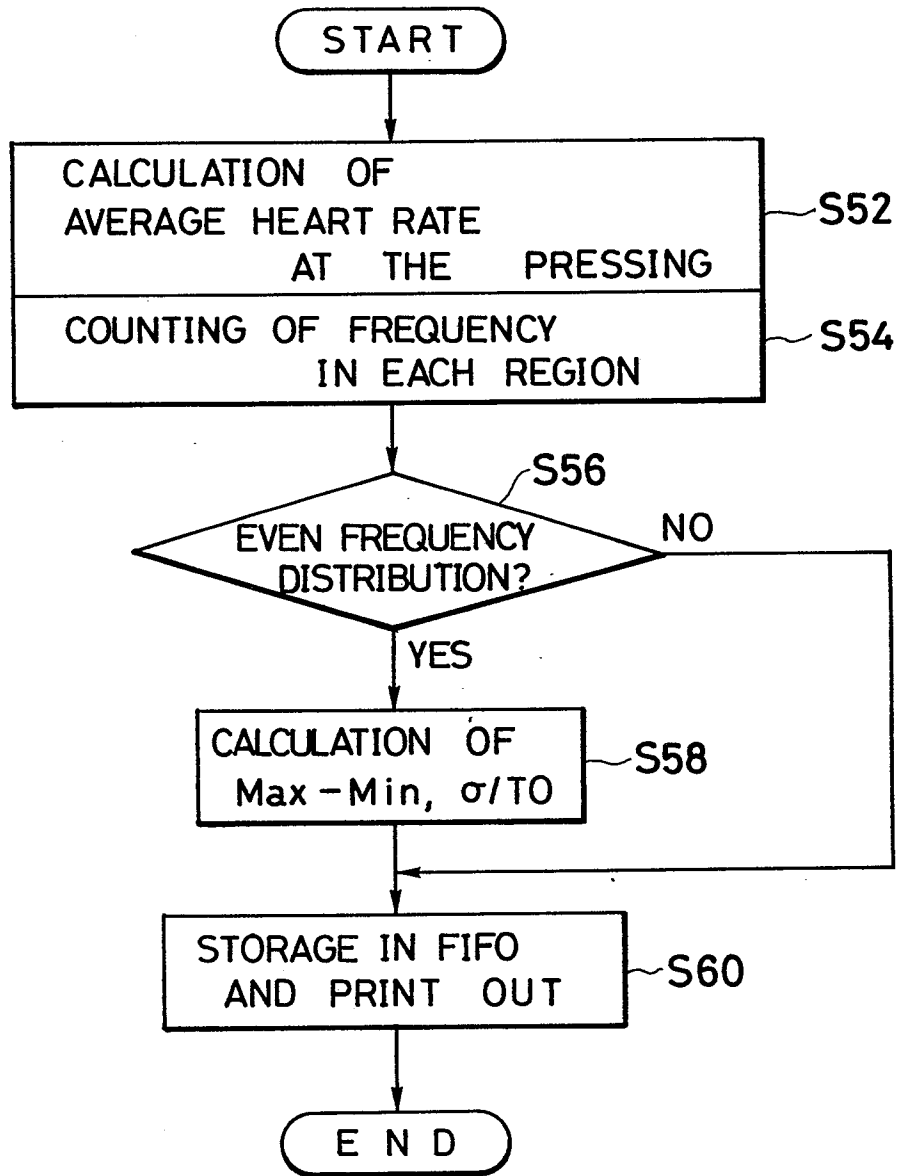 START
CALCULATION OF
AVERAGE HEART RATE
AT THE PRESSING
S52
COUNTING OF FREQUENCY
IN EACH REGION
S54
S56
EVEN FREQUENCY
DISTRIBUTION?
NO
YES
CALCULATION OF
Max-Min, σ/TO
S58
STORAGE IN FIFO
AND PRINT OUT
S60
END